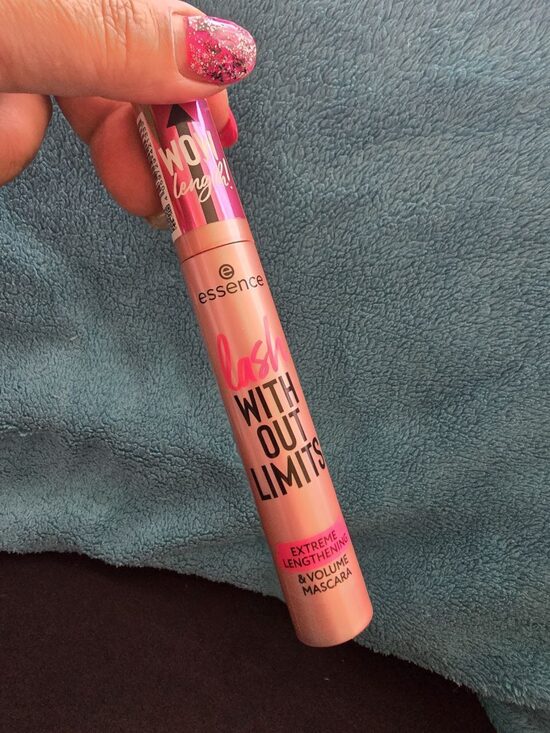 WOW
length!
e
essence
lash
WITH
OUT
LIMITS
EXTREME
LENGTHENING
& VOLUME
MASCARA